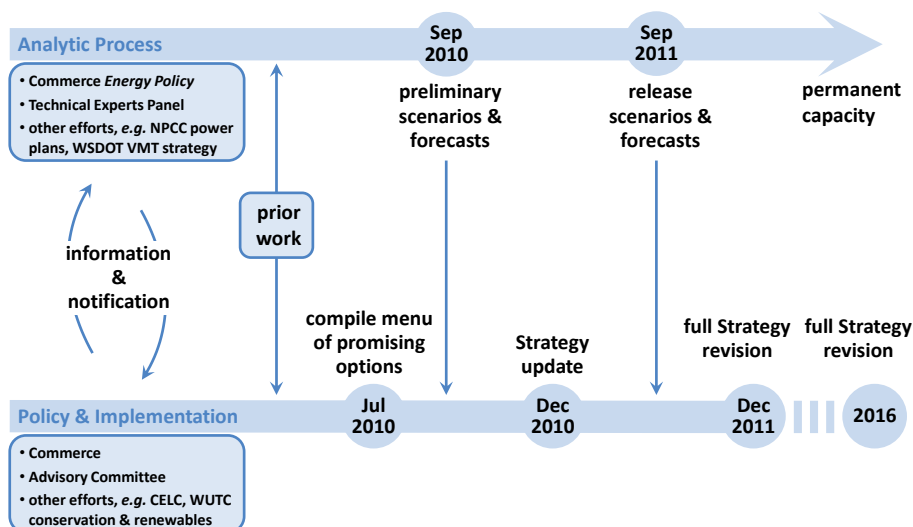 Analytic Process
Sep
2010
Sep
2011
• Commerce Energy Policy
• Technical Experts Panel
• other efforts, e.g. NPCC power
plans, WSDOT VMT strategy
preliminary
scenarios &
forecasts
release
scenarios &
forecasts
permanent
capacity
prior
work
information
&
notification
compile menu
of promising
options
Strategy
update
full Strategy
revision
full Strategy
revision
Policy & Implementation
Jul
2010
Dec
2010
Dec
2011
2016
• Commerce
• Advisory Committee
• other efforts, e.g. CELC, WUTC
conservation & renewables